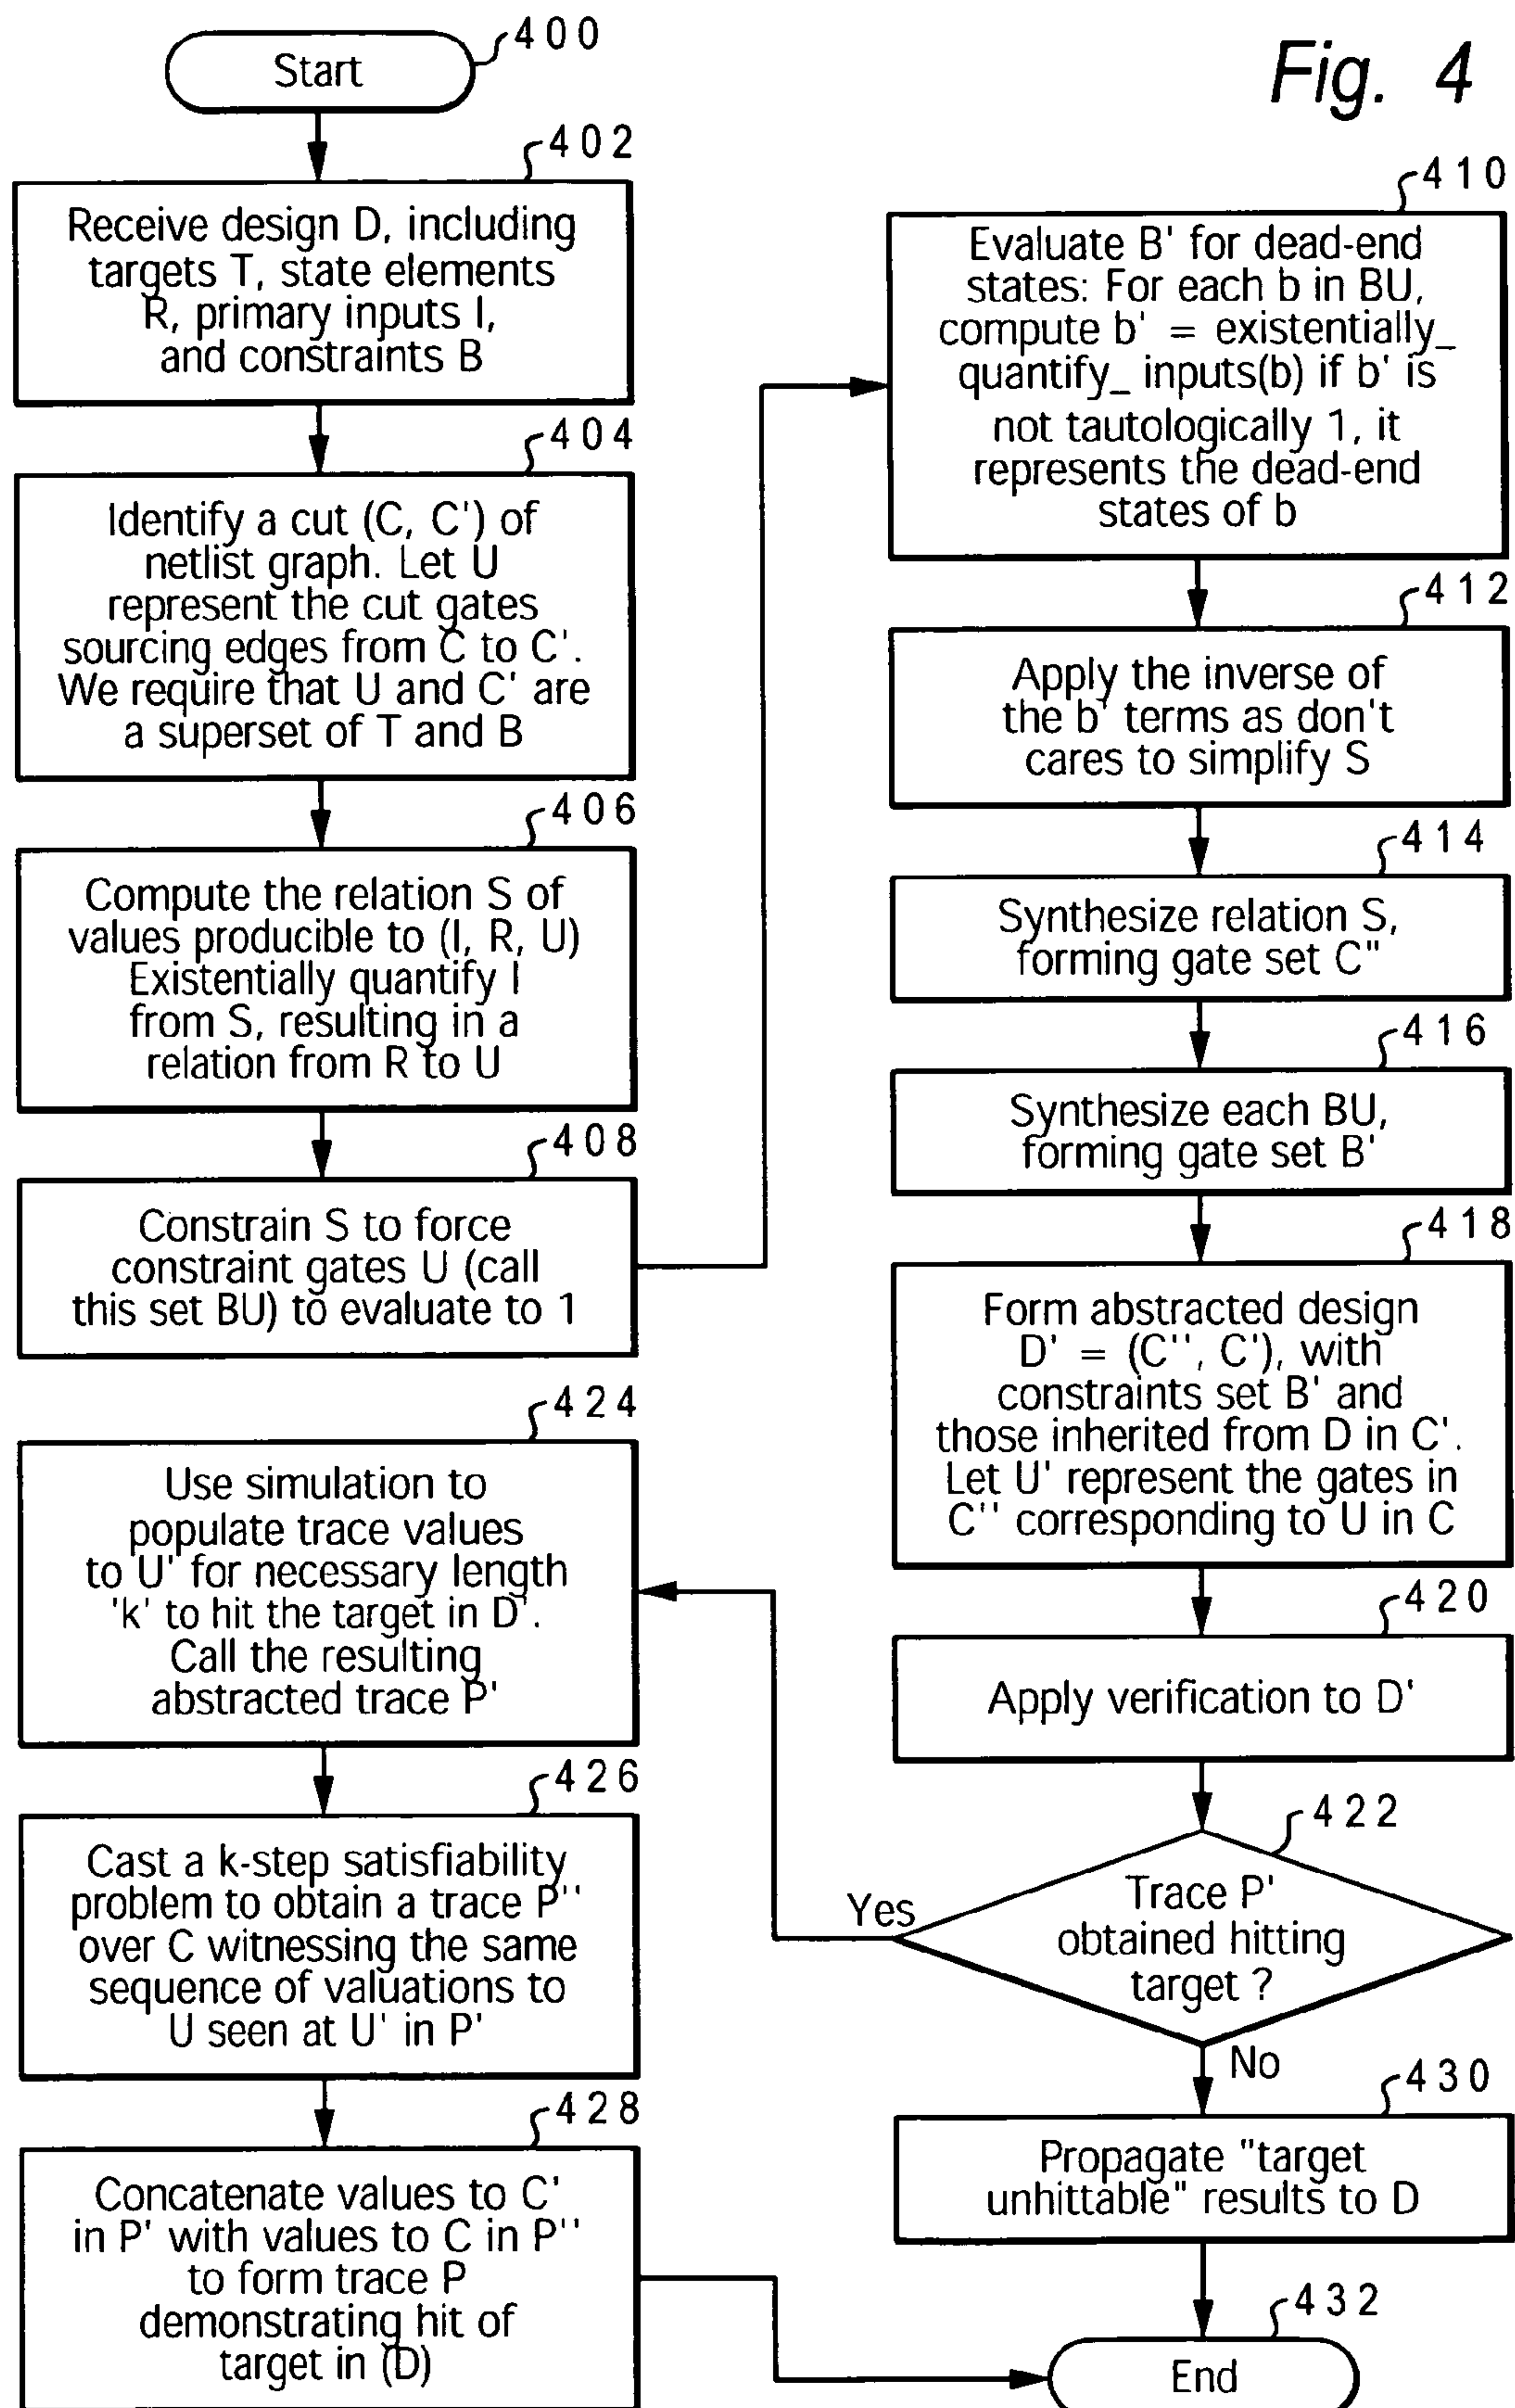 Fig. 4
400
Start
402
Receive design D, including
targets T, state elements
R, primary inputs I,
and constraints B
404
Identify a cut (C, C') of
netlist graph. Let U
represent the cut gates
sourcing edges from C to C'.
We require that U and C' are
a superset of T and B
406
Compute the relation S of
values producible to (I, R, U)
Existentially quantify I
from S, resulting in a
relation from R to U
408
Constrain S to force
constraint gates U (call
this set BU) to evaluate to 1
410
Evaluate B' for dead-end
states: For each b in BU,
compute b' = existentially_
quantify_ inputs(b) if b' is
not tautologically 1, it
represents the dead-end
states of b
412
Apply the inverse of
the b' terms as don't
cares to simplify S
414
Synthesize relation S,
forming gate set C"
416
Synthesize each BU,
forming gate set B'
418
Form abstracted design
D' = (C'', C'), with
constraints set B' and
those inherited from D in C'.
Let U' represent the gates in
C'' corresponding to U in C
420
Apply verification to D'
422
Trace P'
obtained hitting
target ?
Yes
No
424
Use simulation to
populate trace values
to U' for necessary length
'k' to hit the target in D'.
Call the resulting
abstracted trace P'
426
Cast a k-step satisfiability
problem to obtain a trace P''
over C witnessing the same
sequence of valuations to
U seen at U' in P'
428
Concatenate values to C'
in P' with values to C in P''
to form trace P
demonstrating hit of
target in (D)
430
Propagate "target
unhittable" results to D
432
End